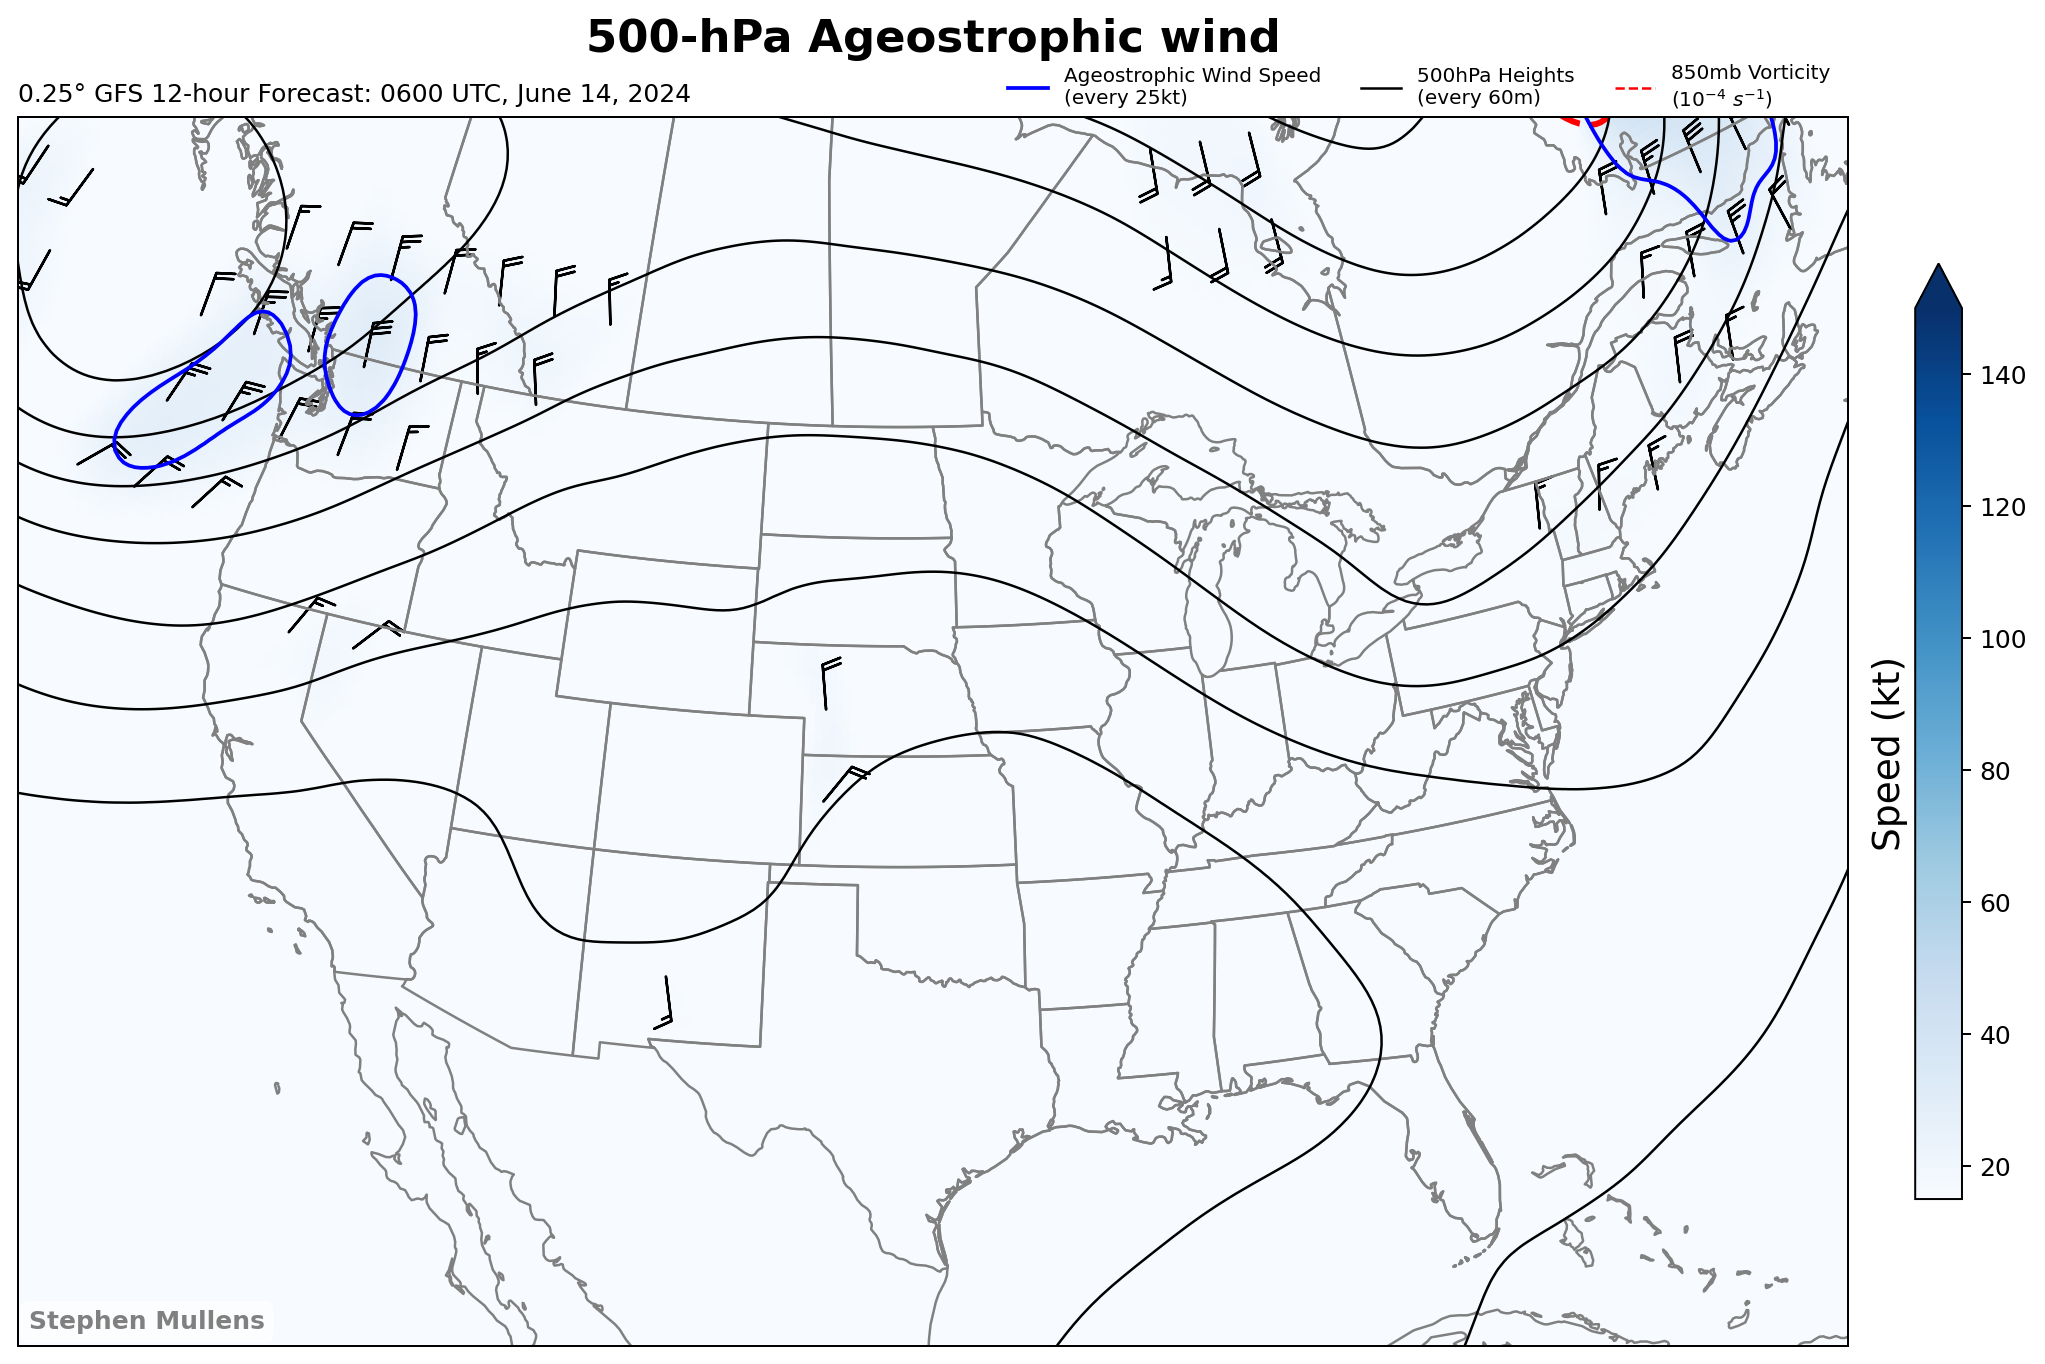 500-hPa Ageostrophic wind
0.25° GFS 12-hour Forecast: 0600 UTC, June 14, 2024
Ageostrophic Wind Speed
(every 25kt)
500hPa Heights
(every 60m)
850mb Vorticity
(10⁻⁴ s⁻¹)
140
120
100
80
60
40
20
Speed (kt)
Stephen Mullens